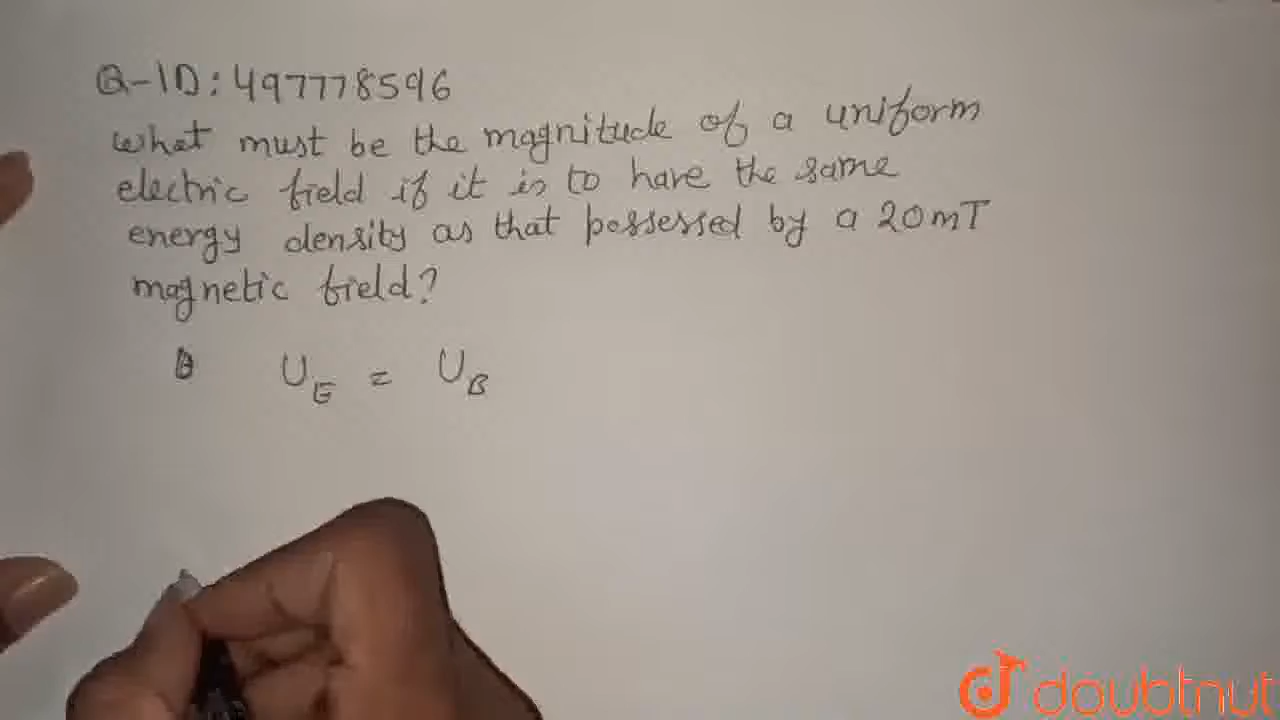 Q-ID: 497778596
What must be the magnitude of a uniform
electric field if it is to have the same
energy density as that possessed by a 20mT
magnetic field?
U_E = U_B
doubtnut